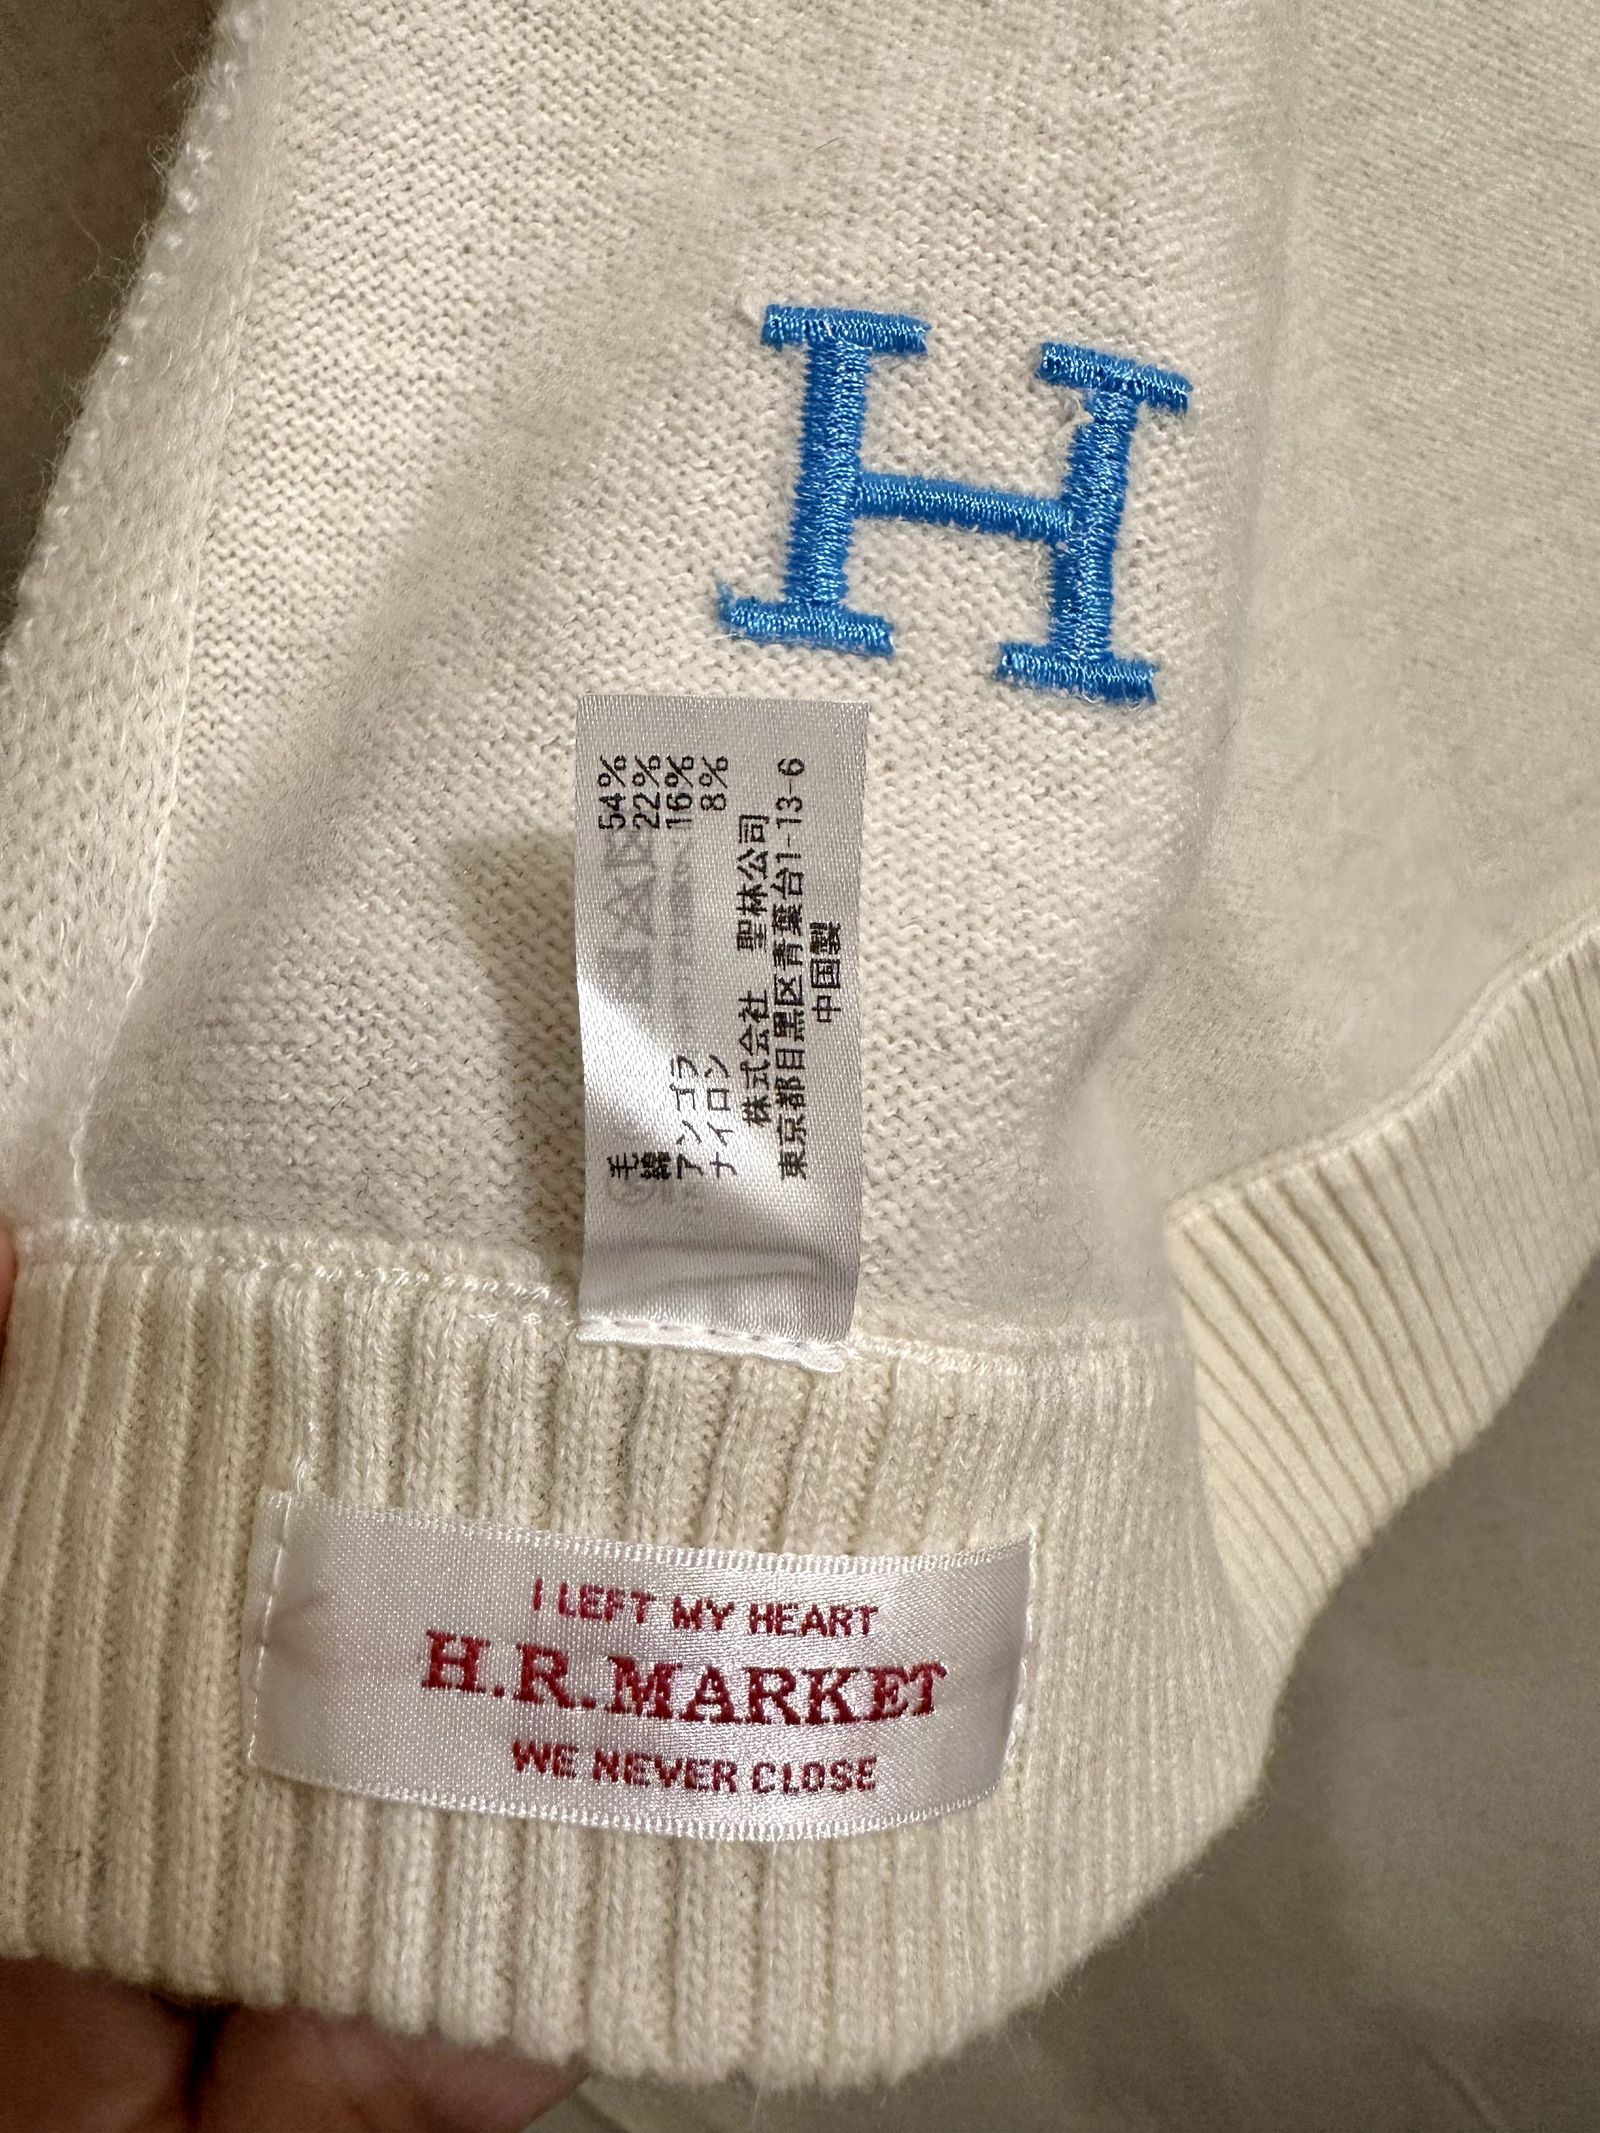 H
毛 54%
綿 22%
アンゴラ 16%
ナイロン 8%
株式会社 聖林公司
東京都目黒区青葉台1-13-6
中国製
I LEFT MY HEART
H.R.MARKET
WE NEVER CLOSE